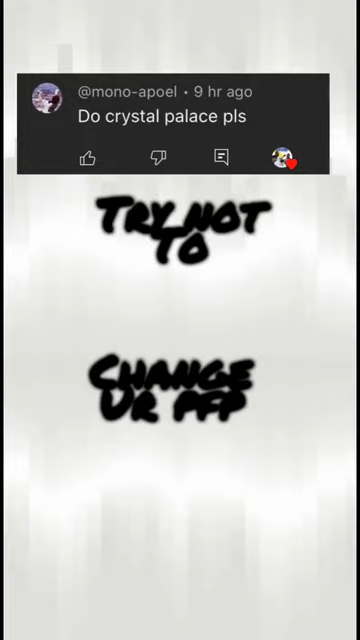 @mono-apoel • 9 hr ago
Do crystal palace pls
TRY NOT
TO
CHANGE
UR PFP